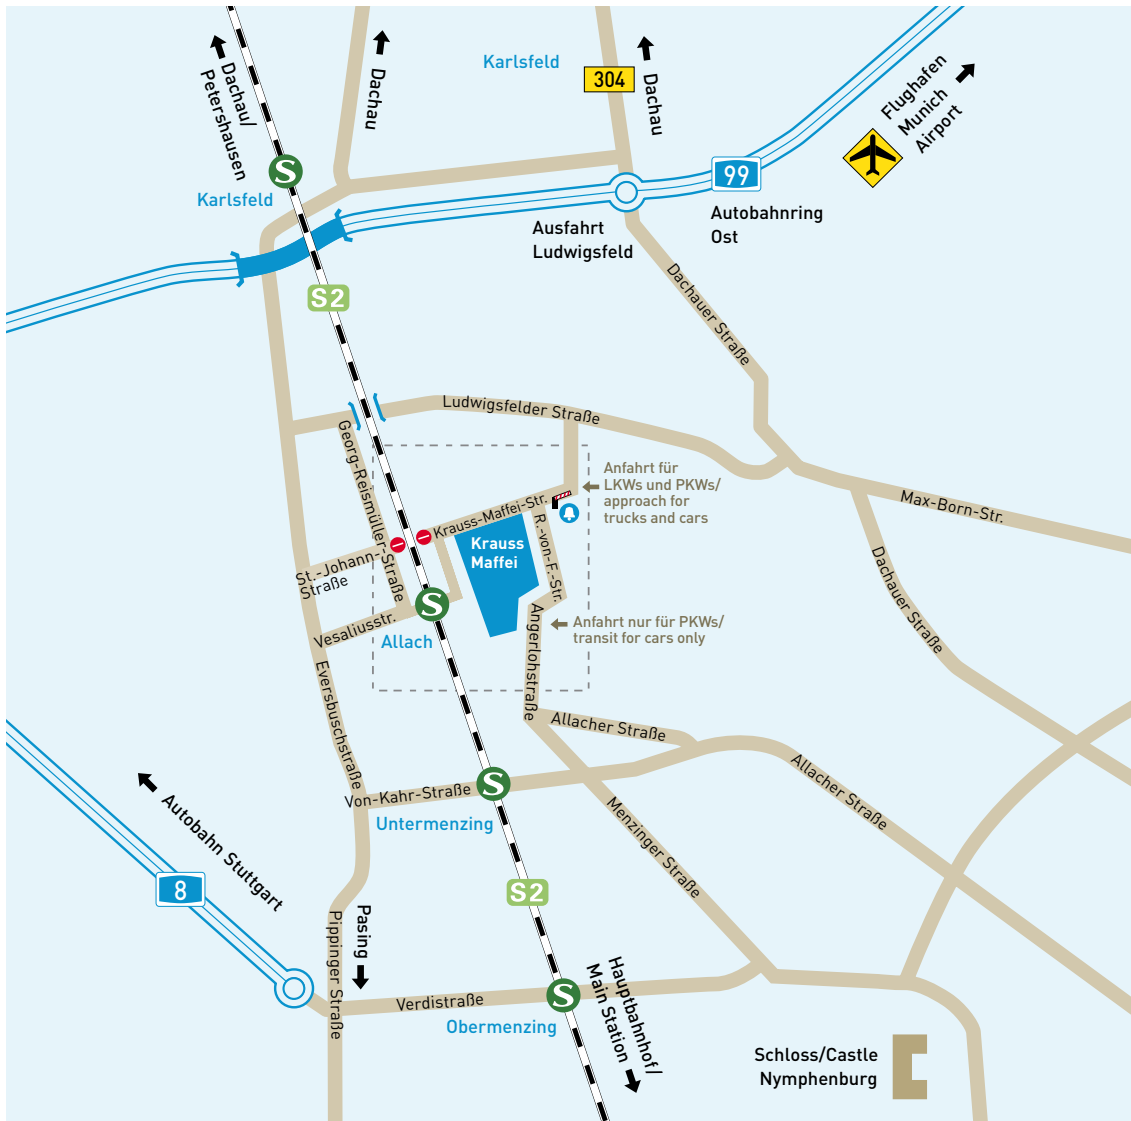 Dachau/
Petershausen
Dachau
Karlsfeld
304
Dachau
Flughafen
Munich
Airport
S
Karlsfeld
99
Autobahnring
Ost
Ausfahrt
Ludwigsfeld
S2
Dachauer Straße
Ludwigsfelder Straße
Georg-Reismüller-Straße
Anfahrt für
LKWs und PKWs/
approach for
trucks and cars
Krauss-Maffei-Str.
Max-Born-Str.
R.-von-F.-Str.
Krauss
Maffei
St.-Johann-
Straße
Dachauer Straße
S
Vesaliusstr.
Allach
Angerlohstraße
Anfahrt nur für PKWs/
transit for cars only
Eversbuschstraße
Allacher Straße
Allacher Straße
S
Von-Kahr-Straße
Untermenzing
Menzinger Straße
Autobahn Stuttgart
8
S2
Pasing
Pippinger Straße
Verdistraße
S
Obermenzing
Hauptbahnhof/
Main Station
Schloss/Castle
Nymphenburg